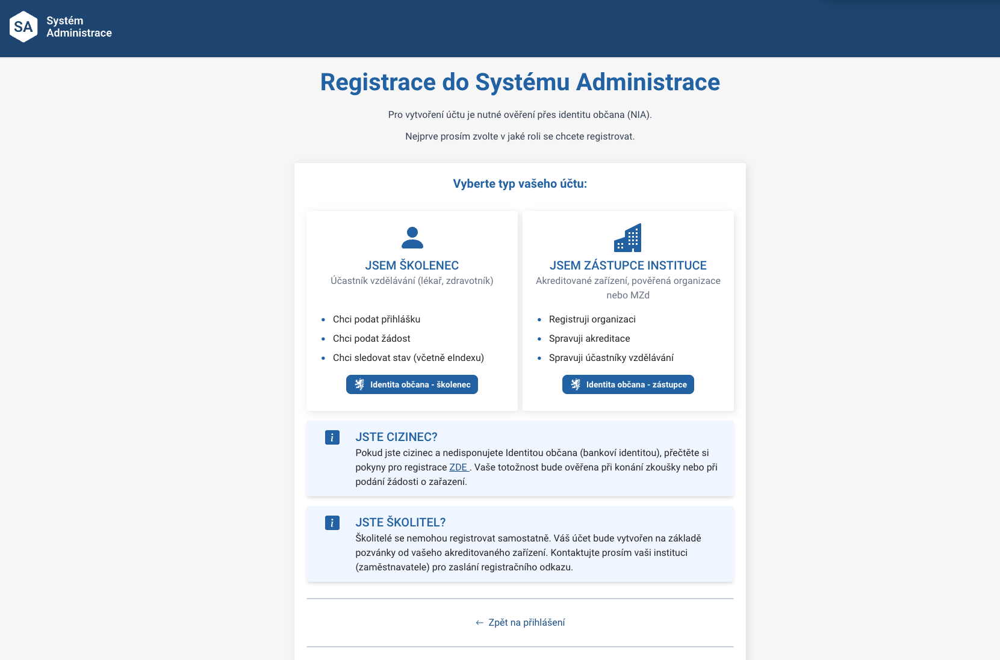 SA
Systém
Administrace
Registrace do Systému Administrace
Pro vytvoření účtu je nutné ověření přes identitu občana (NIA).
Nejprve prosím zvolte v jaké roli se chcete registrovat.
Vyberte typ vašeho účtu:
JSEM ŠKOLENEC
Účastník vzdělávání (lékař, zdravotník)
• Chci podat přihlášku
• Chci podat žádost
• Chci sledovat stav (včetně eIndexu)
Identita občana - školenec
JSEM ZÁSTUPCE INSTITUCE
Akreditované zařízení, pověřená organizace
nebo MZd
• Registruji organizaci
• Spravuji akreditace
• Spravuji účastníky vzdělávání
Identita občana - zástupce
i
JSTE CIZINEC?
Pokud jste cizinec a nedisponujete Identitou občana (bankoví identitou), přečtěte si
pokyny pro registrace ZDE . Vaše totožnost bude ověřena při konání zkoušky nebo při
podání žádosti o zařazení.
i
JSTE ŠKOLITEL?
Školitelé se nemohou registrovat samostatně. Váš účet bude vytvořen na základě
pozvánky od vašeho akreditovaného zařízení. Kontaktujte prosím vaši instituci
(zaměstnavatele) pro zaslání registračního odkazu.
← Zpět na přihlášení